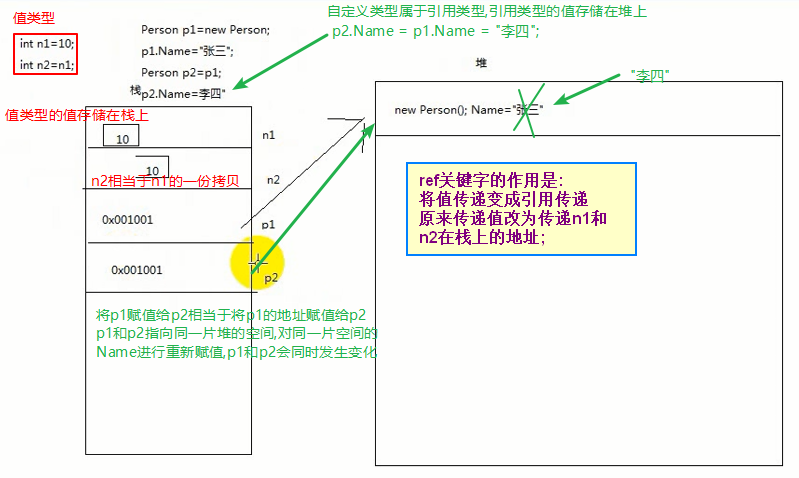 值类型
int n1=10;
int n2=n1;
Person p1=new Person;
p1.Name="张三";
Person p2=p1;
p2.Name=李四"
自定义类型属于引用类型,引用类型的值存储在堆上
p2.Name = p1.Name = "李四";
栈
堆
值类型的值存储在栈上
10
n1
10
n2相当于n1的一份拷贝
n2
0x001001
p1
0x001001
p2
new Person(); Name="张三"
"李四"
ref关键字的作用是:
将值传递变成引用传递
原来传递值改为传递n1和
n2在栈上的地址;
将p1赋值给p2相当于将p1的地址赋值给p2
p1和p2指向同一片堆的空间,对同一片空间的
Name进行重新赋值,p1和p2会同时发生变化